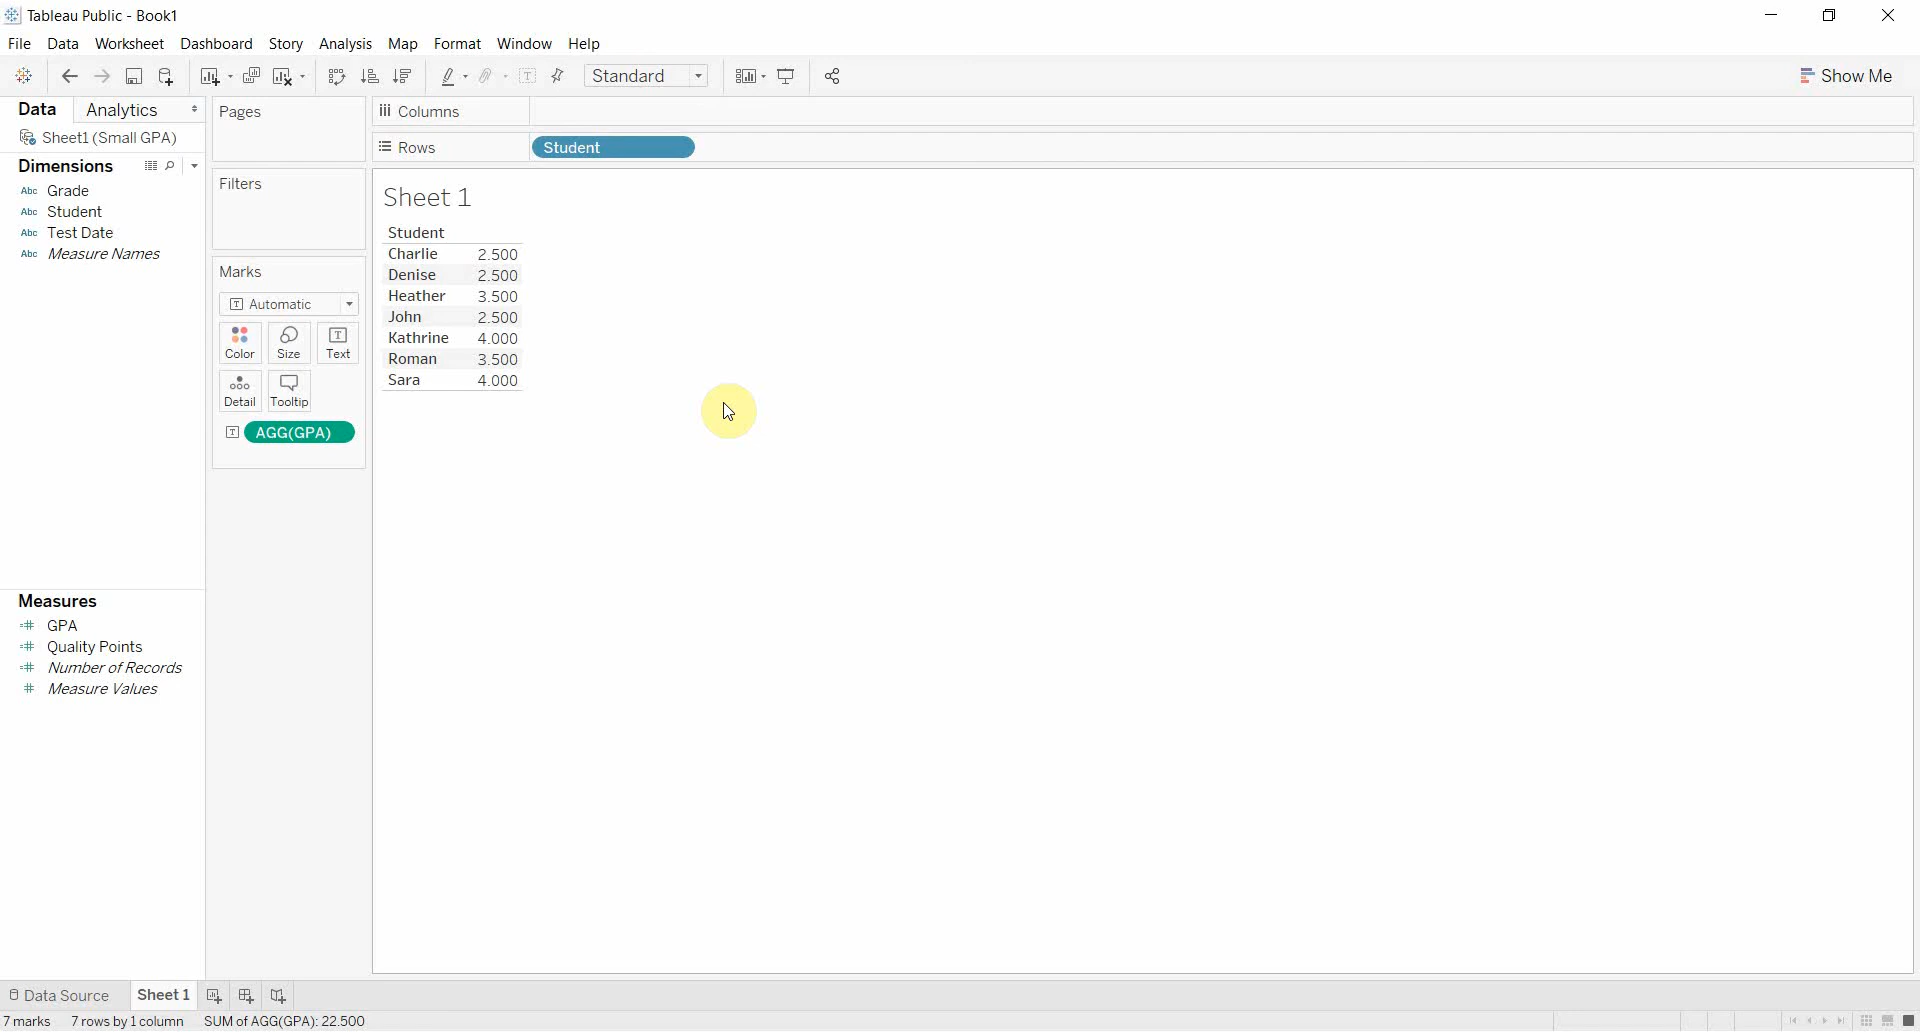 Tableau Public - Book1
File Data Worksheet Dashboard Story Analysis Map Format Window Help
Standard
Show Me
Data Analytics
Sheet1 (Small GPA)
Dimensions
Abc Grade
Abc Student
Abc Test Date
Abc Measure Names
Measures
GPA
Quality Points
Number of Records
Measure Values
Pages
Filters
Marks
Automatic
Color Size Text
Detail Tooltip
AGG(GPA)
Columns
Rows Student
Sheet 1
Student
Charlie 2.500
Denise 2.500
Heather 3.500
John 2.500
Kathrine 4.000
Roman 3.500
Sara 4.000
Data Source Sheet 1
7 marks 7 rows by 1 column SUM of AGG(GPA): 22.500